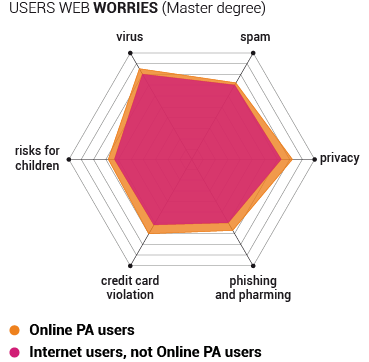 USERS WEB WORRIES (Master degree)
virus
spam
risks for
children
privacy
credit card
violation
phishing
and pharming
Online PA users
Internet users, not Online PA users